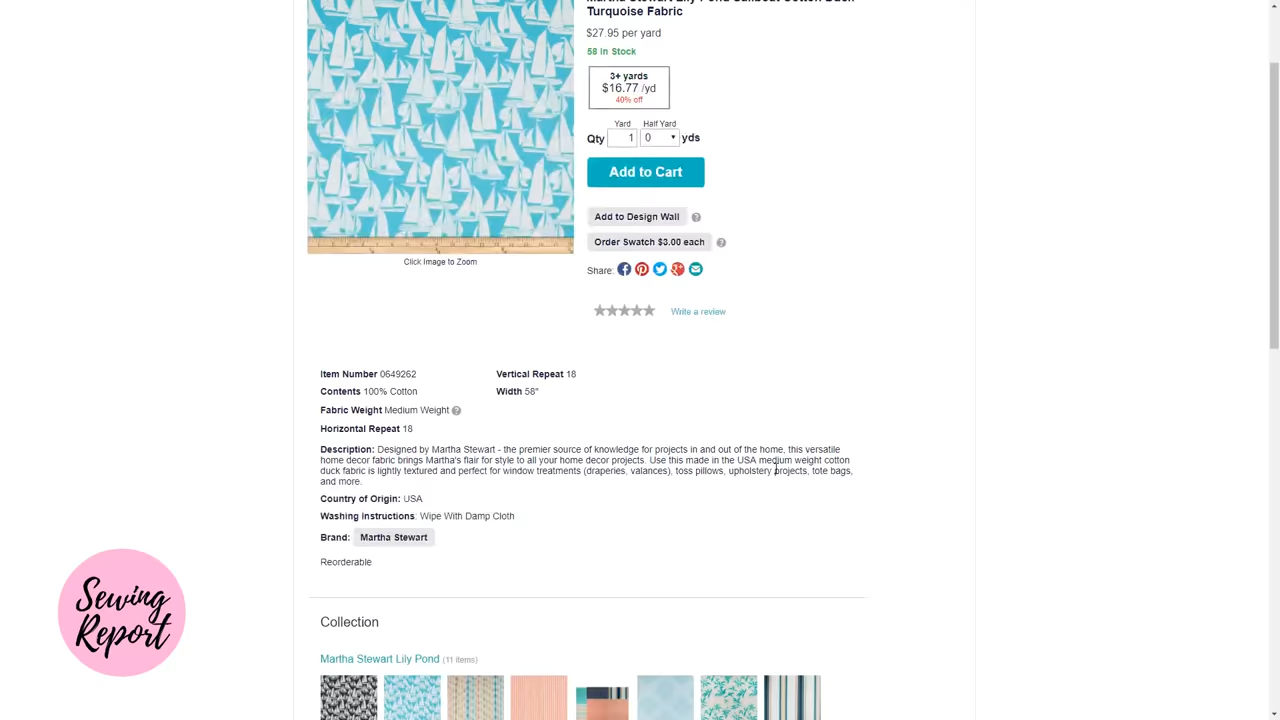 Martha Stewart Lily Pond Sailboat Cotton Duck
Turquoise Fabric
$27.95 per yard
58 in Stock
3+ yards
$16.77 /yd
40% off
Yard Half Yard
Qty 1 0 yds
Add to Cart
Add to Design Wall ?
Order Swatch $3.00 each ?
Click Image to Zoom
Share:
Write a review
Item Number 0649262 Vertical Repeat 18
Contents 100% Cotton Width 58"
Fabric Weight Medium Weight ?
Horizontal Repeat 18
Description: Designed by Martha Stewart - the premier source of knowledge for projects in and out of the home, this versatile
home decor fabric brings Martha's flair for style to all your home decor projects. Use this made in the USA medium weight cotton
duck fabric is lightly textured and perfect for window treatments (draperies, valances), toss pillows, upholstery projects, tote bags,
and more.
Country of Origin: USA
Washing Instructions: Wipe With Damp Cloth
Brand: Martha Stewart
Reorderable
Sewing
Report
Collection
Martha Stewart Lily Pond (11 items)